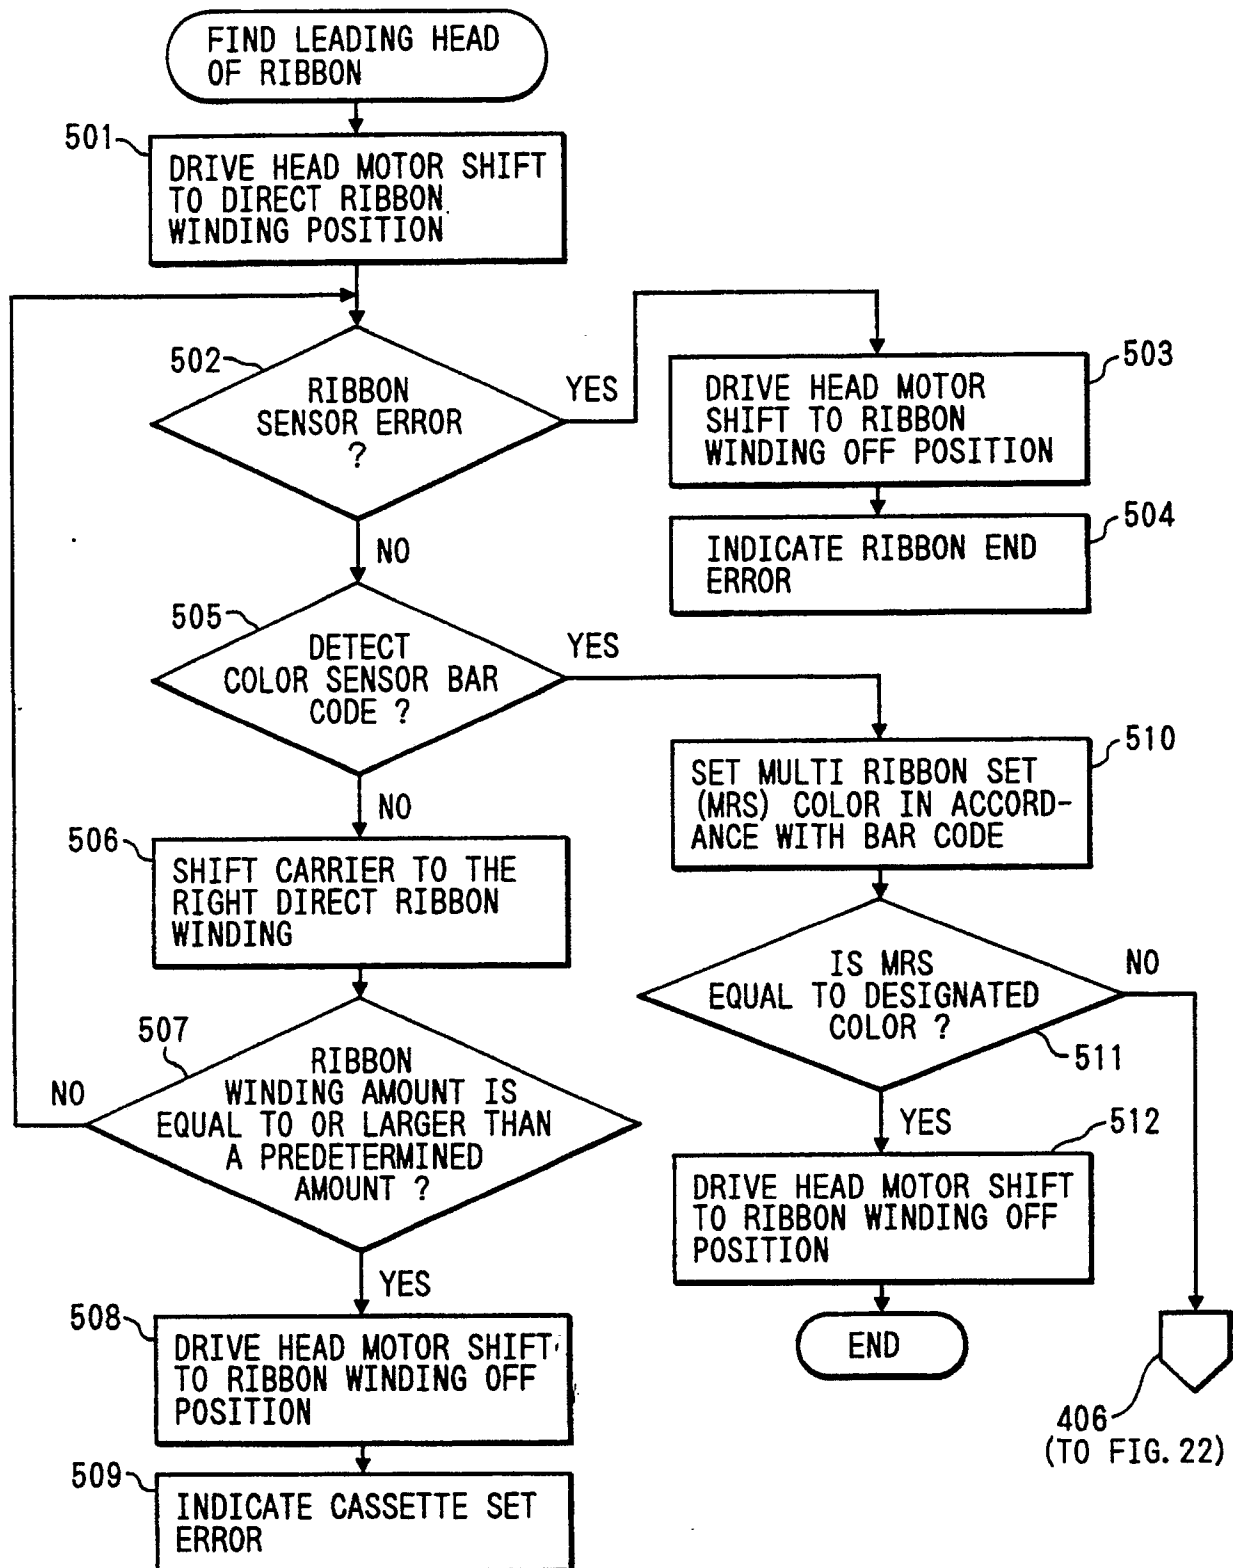 FIND LEADING HEAD
OF RIBBON
501
DRIVE HEAD MOTOR SHIFT
TO DIRECT RIBBON
WINDING POSITION
502
RIBBON
SENSOR ERROR
?
YES
NO
503
DRIVE HEAD MOTOR
SHIFT TO RIBBON
WINDING OFF POSITION
504
INDICATE RIBBON END
ERROR
505
DETECT
COLOR SENSOR BAR
CODE ?
YES
NO
506
SHIFT CARRIER TO THE
RIGHT DIRECT RIBBON
WINDING
507
RIBBON
WINDING AMOUNT IS
EQUAL TO OR LARGER THAN
A PREDETERMINED
AMOUNT ?
NO
YES
508
DRIVE HEAD MOTOR SHIFT
TO RIBBON WINDING OFF
POSITION
509
INDICATE CASSETTE SET
ERROR
510
SET MULTI RIBBON SET
(MRS) COLOR IN ACCORD-
ANCE WITH BAR CODE
IS MRS
EQUAL TO DESIGNATED
COLOR ?
NO
511
YES
512
DRIVE HEAD MOTOR SHIFT
TO RIBBON WINDING OFF
POSITION
END
406
(TO FIG. 22)